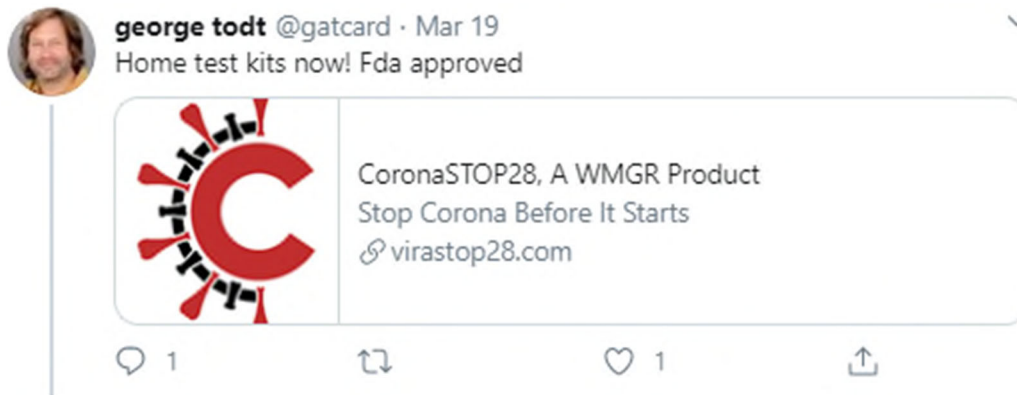 george todt @gatcard · Mar 19
Home test kits now! Fda approved
CoronaSTOP28, A WMGR Product
Stop Corona Before It Starts
virastop28.com
1 1